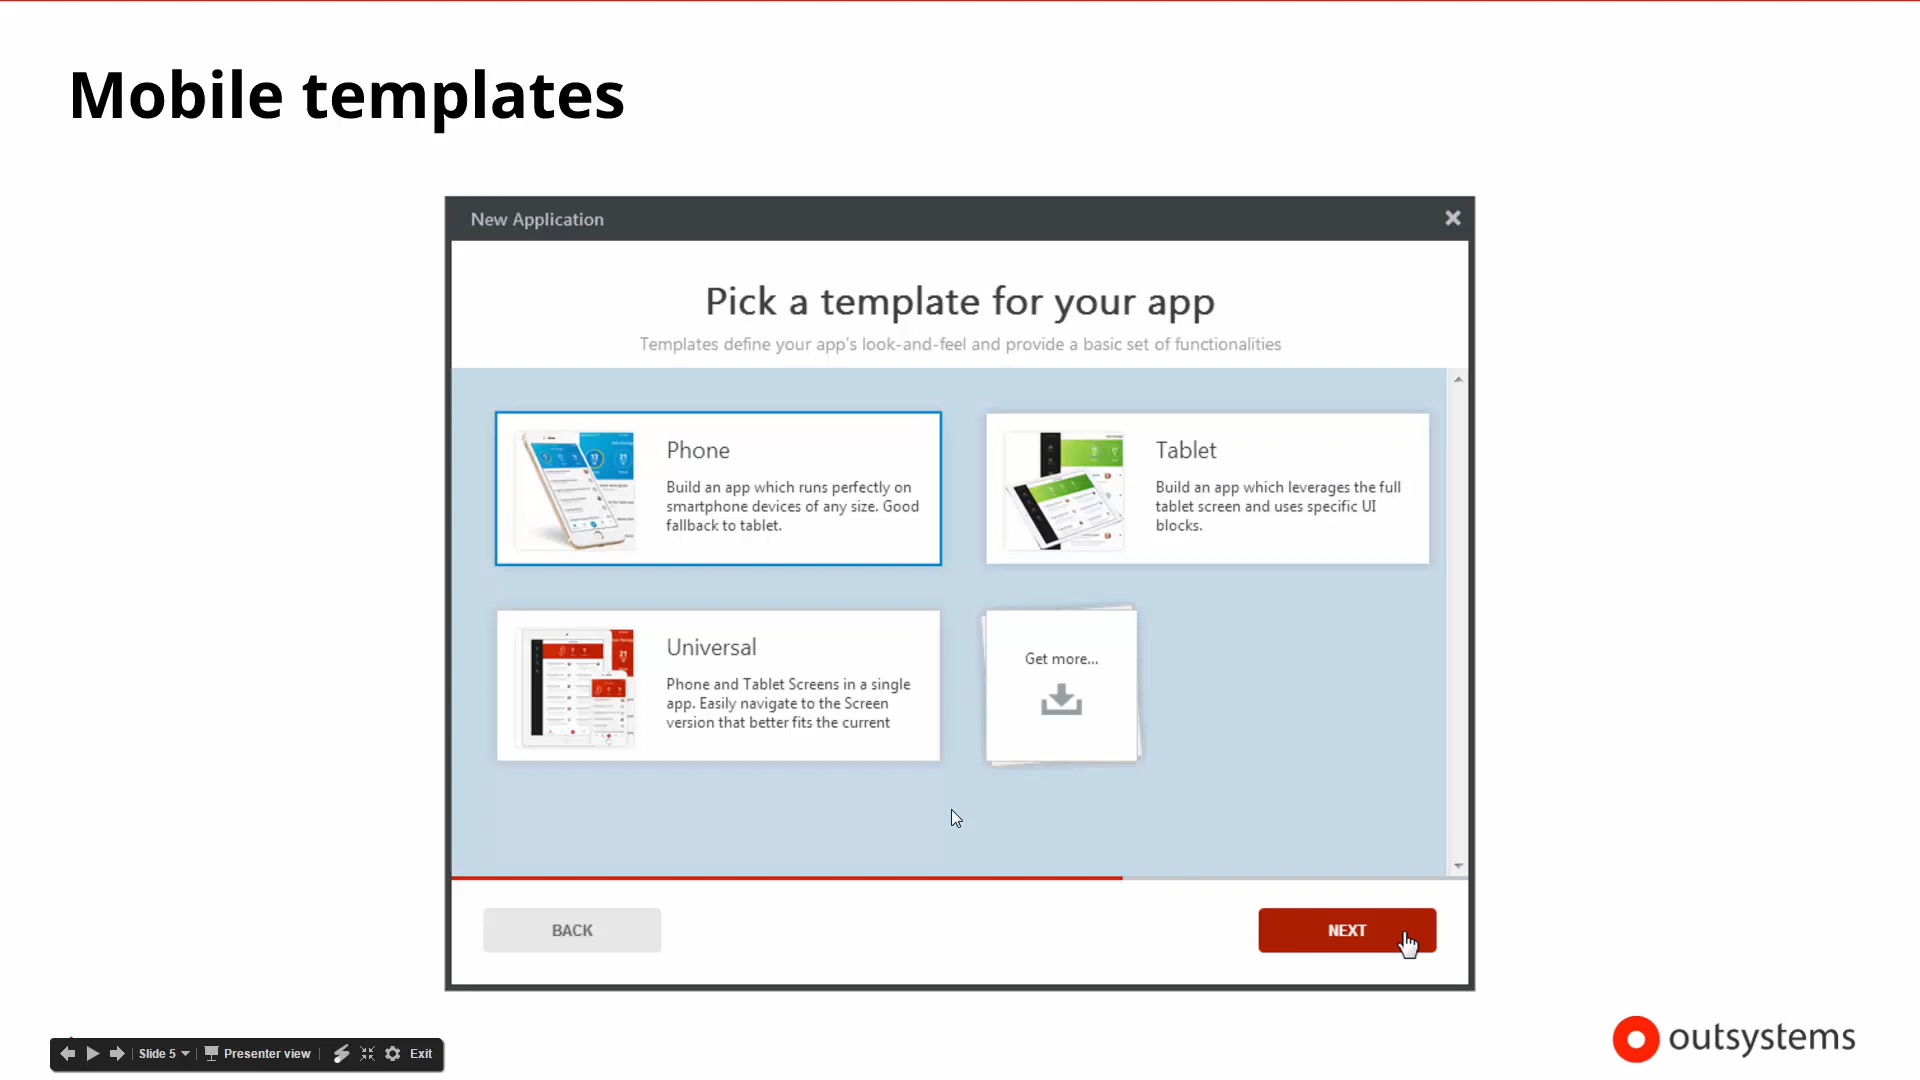 Mobile templates
New Application
Pick a template for your app
Templates define your app's look-and-feel and provide a basic set of functionalities
Phone
Build an app which runs perfectly on
smartphone devices of any size. Good
fallback to tablet.
Tablet
Build an app which leverages the full
tablet screen and uses specific UI
blocks.
Universal
Phone and Tablet Screens in a single
app. Easily navigate to the Screen
version that better fits the current
Get more...
BACK
NEXT
Slide 5
Presenter view
Exit
outsystems